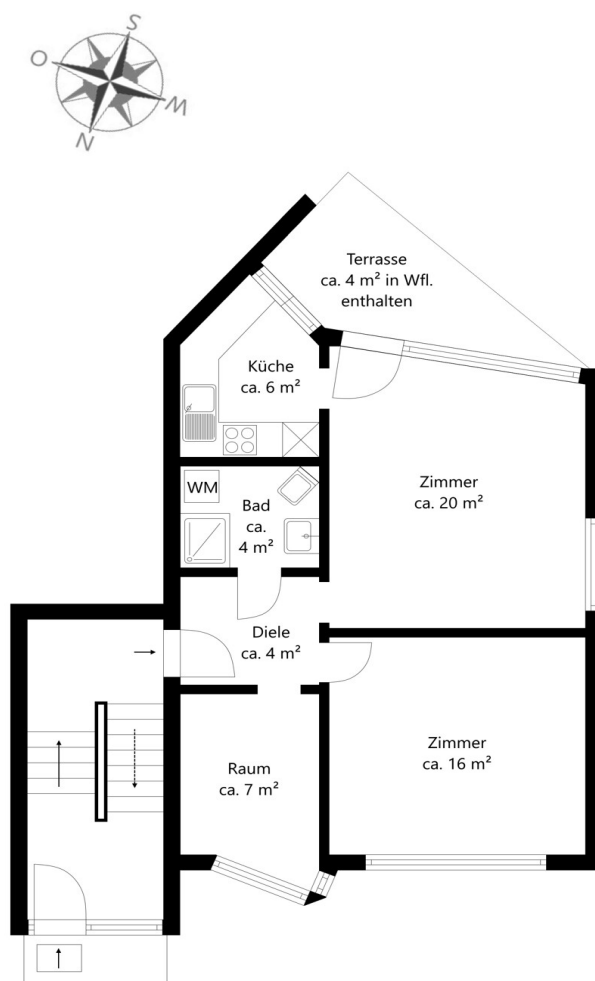 S
O
W
N
Terrasse
ca. 4 m² in Wfl.
enthalten
Küche
ca. 6 m²
Zimmer
ca. 20 m²
WM
Bad
ca.
4 m²
Diele
ca. 4 m²
Zimmer
ca. 16 m²
Raum
ca. 7 m²